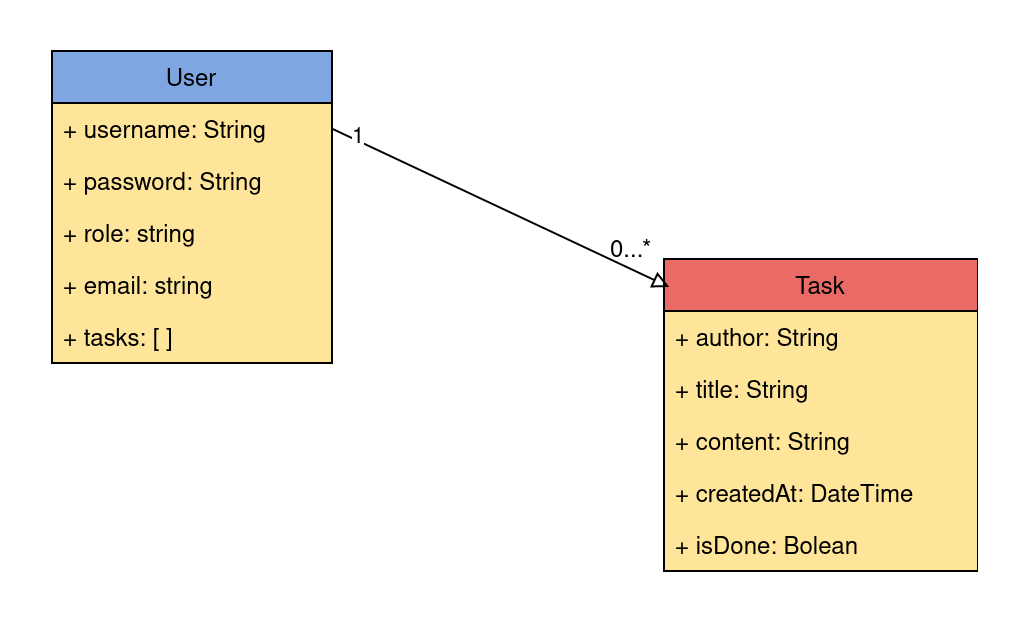 User
+ username: String
+ password: String
+ role: string
+ email: string
+ tasks: [ ]
1
0...*
Task
+ author: String
+ title: String
+ content: String
+ createdAt: DateTime
+ isDone: Bolean